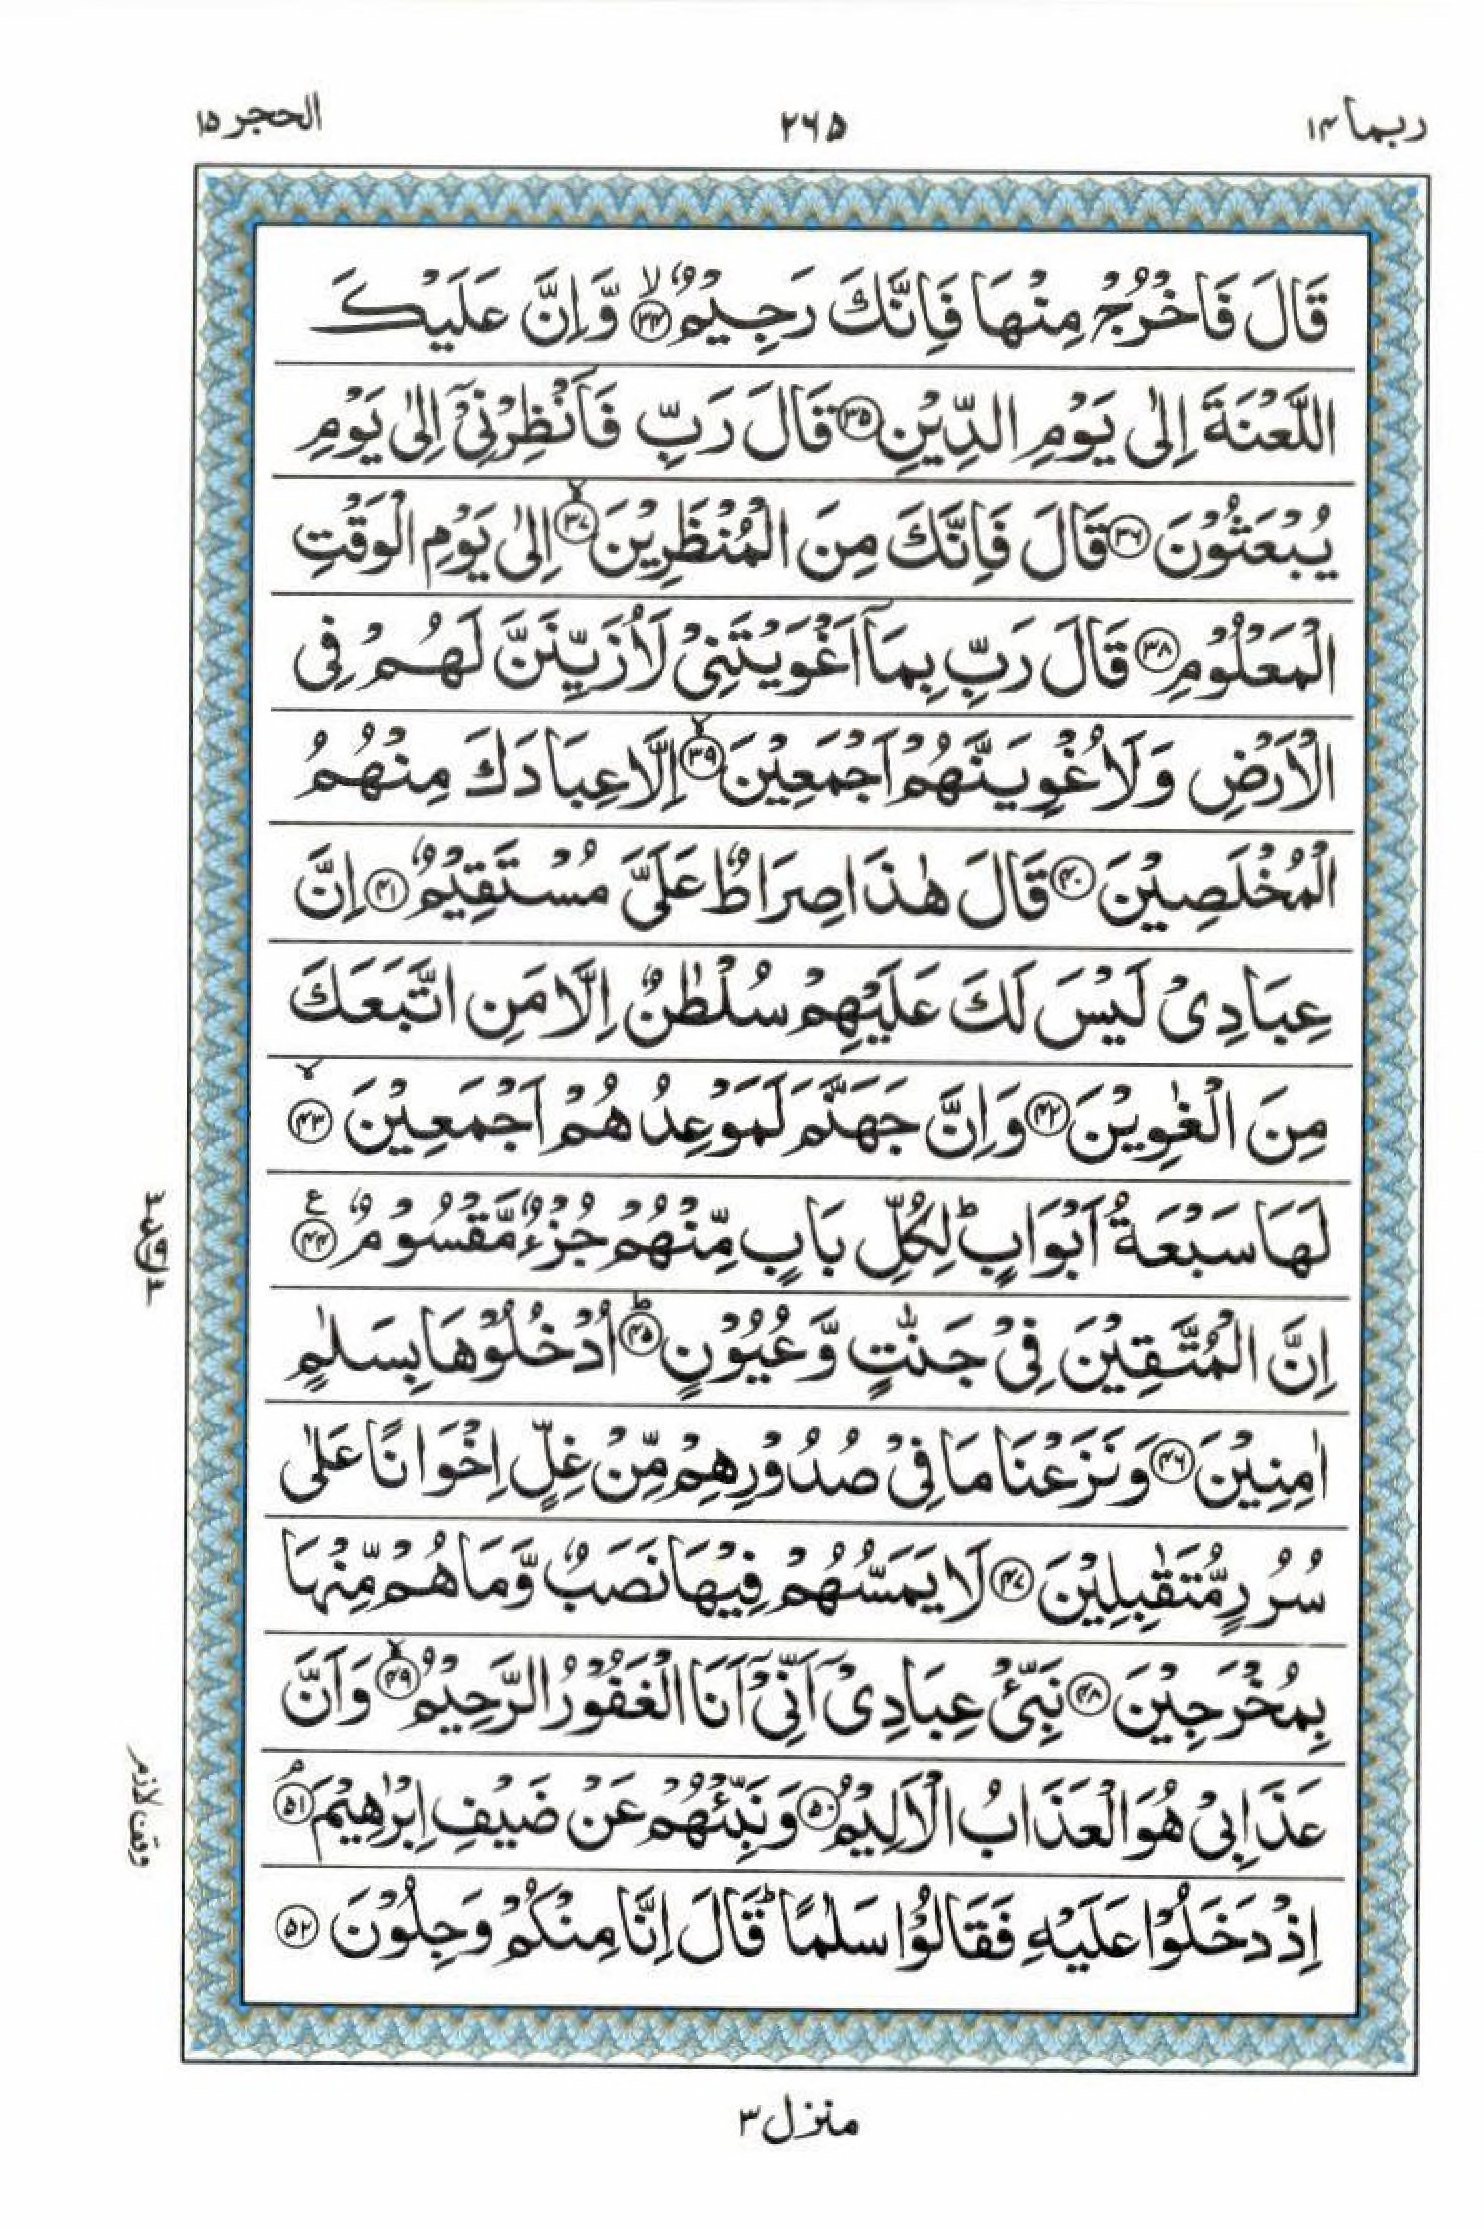 ربما ١٤
٢٦٥
الحجر ١٥
قَالَ فَاخْرُجْ مِنْهَا فَاِنَّكَ رَجِيْمٌ ۙ﴿٣٤﴾ وَّاِنَّ عَلَيْكَ
اللَّعْنَةَ اِلٰى يَوْمِ الدِّيْنِ ﴿٣٥﴾ قَالَ رَبِّ فَاَنْظِرْنِيْٓ اِلٰى يَوْمِ
يُبْعَثُوْنَ ﴿٣٦﴾ قَالَ فَاِنَّكَ مِنَ الْمُنْظَرِيْنَ ۙ﴿٣٧﴾ اِلٰى يَوْمِ الْوَقْتِ
الْمَعْلُوْمِ ﴿٣٨﴾ قَالَ رَبِّ بِمَآ اَغْوَيْتَنِيْ لَاُزَيِّنَنَّ لَهُمْ فِى
الْاَرْضِ وَلَاُغْوِيَنَّهُمْ اَجْمَعِيْنَ ۙ﴿٣٩﴾ اِلَّا عِبَادَكَ مِنْهُمُ
الْمُخْلَصِيْنَ ﴿٤٠﴾ قَالَ هٰذَا صِرَاطٌ عَلَيَّ مُسْتَقِيْمٌ ﴿٤١﴾ اِنَّ
عِبَادِيْ لَيْسَ لَكَ عَلَيْهِمْ سُلْطٰنٌ اِلَّا مَنِ اتَّبَعَكَ
مِنَ الْغٰوِيْنَ ﴿٤٢﴾ وَاِنَّ جَهَنَّمَ لَمَوْعِدُهُمْ اَجْمَعِيْنَ ۙ﴿٤٣﴾
لَهَا سَبْعَةُ اَبْوَابٍ ؕ لِكُلِّ بَابٍ مِّنْهُمْ جُزْءٌ مَّقْسُوْمٌ ﴿٤٤﴾ ع
اِنَّ الْمُتَّقِيْنَ فِيْ جَنّٰتٍ وَّعُيُوْنٍ ؕ﴿٤٥﴾ اُدْخُلُوْهَا بِسَلٰمٍ
اٰمِنِيْنَ ﴿٤٦﴾ وَنَزَعْنَا مَا فِيْ صُدُوْرِهِمْ مِّنْ غِلٍّ اِخْوَانًا عَلٰى
سُرُرٍ مُّتَقٰبِلِيْنَ ﴿٤٧﴾ لَا يَمَسُّهُمْ فِيْهَا نَصَبٌ وَّمَا هُمْ مِّنْهَا
بِمُخْرَجِيْنَ ﴿٤٨﴾ نَبِّئْ عِبَادِيْٓ اَنِّيْٓ اَنَا الْغَفُوْرُ الرَّحِيْمُ ۙ﴿٤٩﴾ وَاَنَّ
عَذَابِيْ هُوَ الْعَذَابُ الْاَلِيْمُ ﴿٥٠﴾ وَنَبِّئْهُمْ عَنْ ضَيْفِ اِبْرٰهِيْمَ ۘ﴿٥١﴾
وقف لازم
اِذْ دَخَلُوْا عَلَيْهِ فَقَالُوْا سَلٰمًا ؕ قَالَ اِنَّا مِنْكُمْ وَجِلُوْنَ ﴿٥٢﴾
منزل ٣